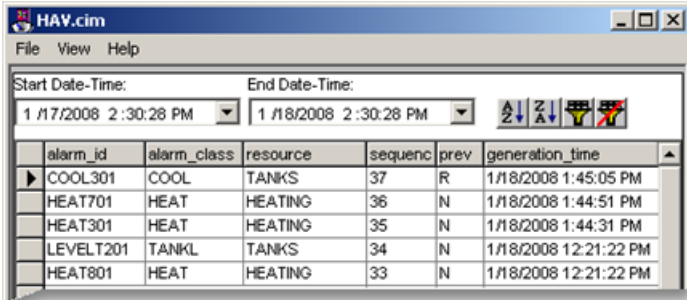 HAV.cim
File View Help
Start Date-Time: End Date-Time:
1 /17/2008 2 :30:28 PM 1 /18/2008 2 :30:28 PM
alarm_id alarm_class resource sequenc prev generation_time
COOL301 COOL TANKS 37 R 1/18/2008 1:45:05 PM
HEAT701 HEAT HEATING 36 N 1/18/2008 1:44:51 PM
HEAT301 HEAT HEATING 35 N 1/18/2008 1:44:31 PM
LEVELT201 TANKL TANKS 34 N 1/18/2008 12:21:22 PM
HEAT801 HEAT HEATING 33 N 1/18/2008 12:21:22 PM